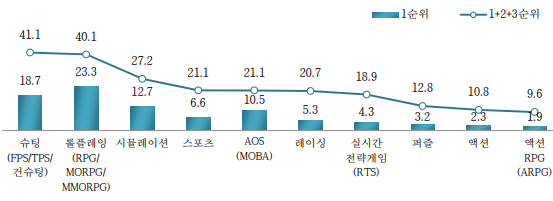 1순위 1+2+3순위
41.1 40.1 27.2 21.1 21.1 20.7 18.9 12.8 10.8 9.6
18.7 23.3 12.7 6.6 10.5 5.3 4.3 3.2 2.3 1.9
슈팅 롤플레잉 시뮬레이션 스포츠 AOS 레이싱 실시간 퍼즐 액션 액션
(FPS/TPS/ (RPG/ (MOBA) 전략게임 RPG
건슈팅) MORPG/ (RTS) (ARPG)
MMORPG)